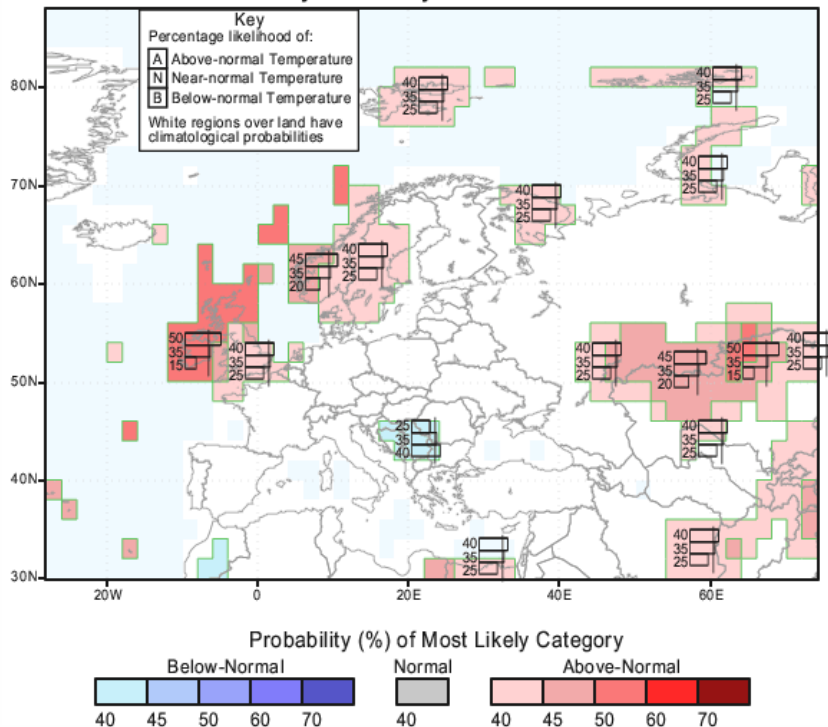 Key
Percentage likelihood of:
A Above-normal Temperature
N Near-normal Temperature
B Below-normal Temperature
White regions over land have
climatological probabilities
80N
70N
60N
50N
40N
30N
40
35
25
40
35
25
40
35
25
40
35
25
45
35
20
40
35
25
50
35
15
40
35
25
40
35
25
45
35
20
50
35
15
40
35
25
25
35
40
40
35
25
40
35
25
40
35
25
20W
0
20E
40E
60E
Probability (%) of Most Likely Category
Below-Normal
Normal
Above-Normal
40 45 50 60 70
40
40 45 50 60 70